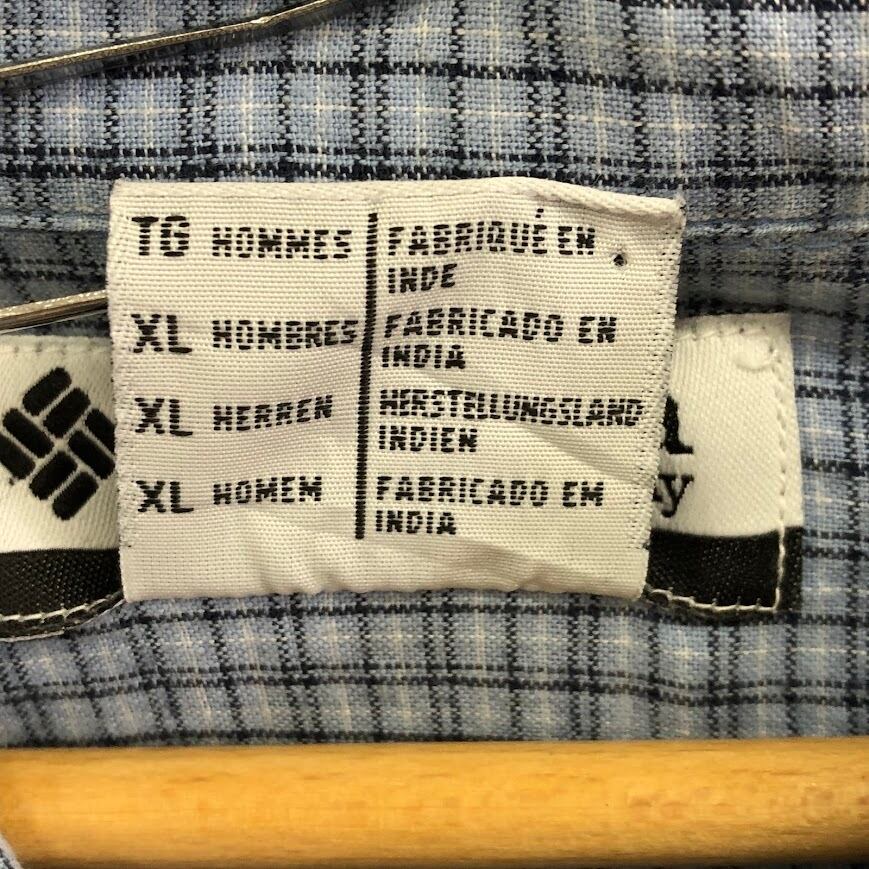 TG HOMMES
FABRIQUÉ EN
INDE
XL HOMBRES
FABRICADO EN
INDIA
XL HERREN
HERSTELLUNGSLAND
INDIEN
XL HOMEM
FABRICADO EM
INDIA